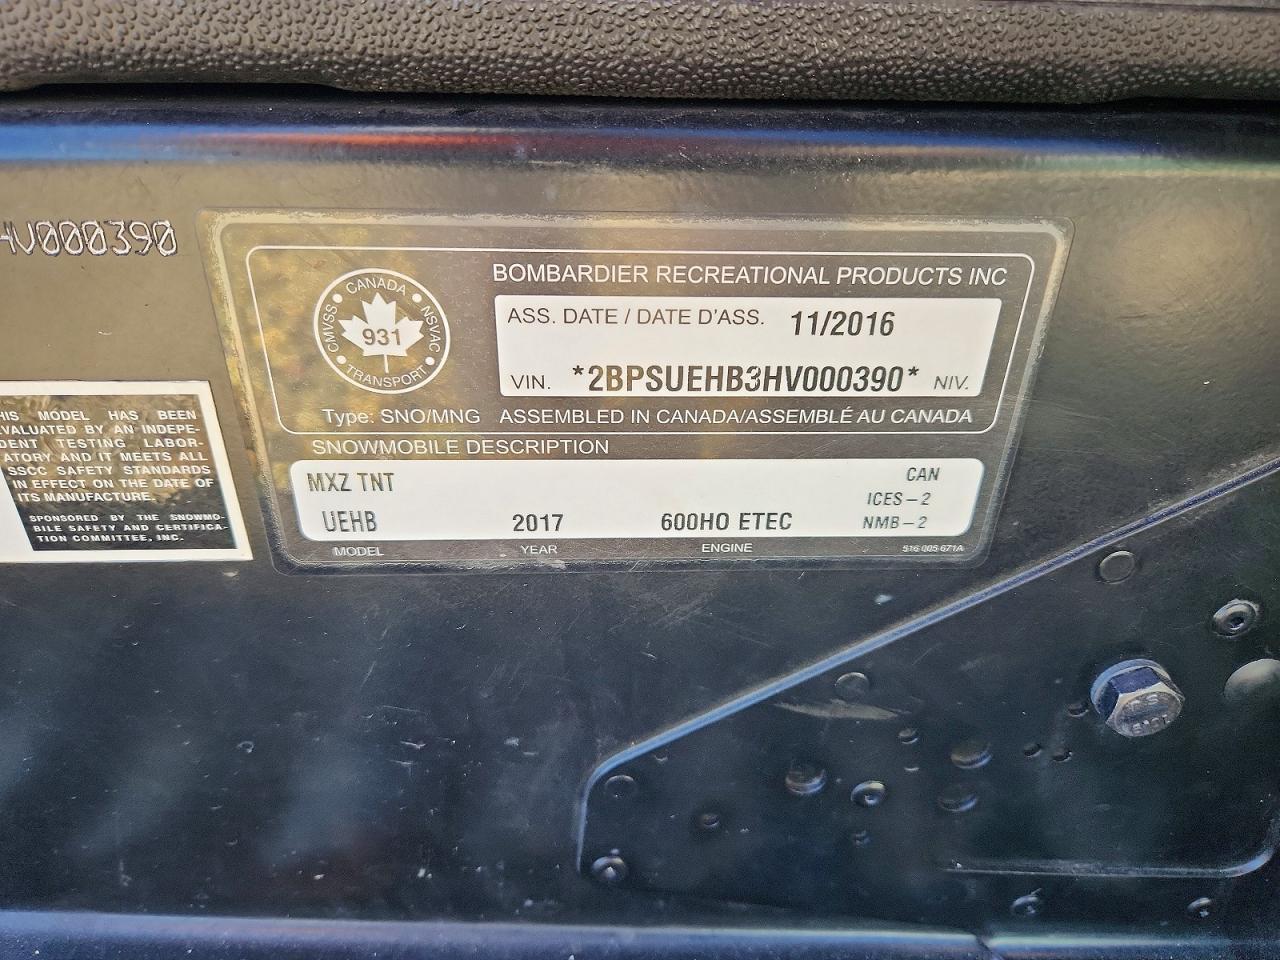 HV000390
BOMBARDIER RECREATIONAL PRODUCTS INC
CANADA
CMVSS
NSVAC
931
TRANSPORT
ASS. DATE / DATE D'ASS. 11/2016
VIN. *2BPSUEHB3HV000390* NIV.
Type: SNO/MNG ASSEMBLED IN CANADA/ASSEMBLÉ AU CANADA
SNOWMOBILE DESCRIPTION
MXZ TNT CAN
ICES-2
UEHB 2017 600HO ETEC NMB-2
MODEL YEAR ENGINE 516 005 671A
THIS MODEL HAS BEEN
EVALUATED BY AN INDEPE-
DENT TESTING LABOR-
ATORY AND IT MEETS ALL
SSCC SAFETY STANDARDS
IN EFFECT ON THE DATE OF
ITS MANUFACTURE.
SPONSORED BY THE SNOWMO-
BILE SAFETY AND CERTIFICA-
TION COMMITTEE, INC.